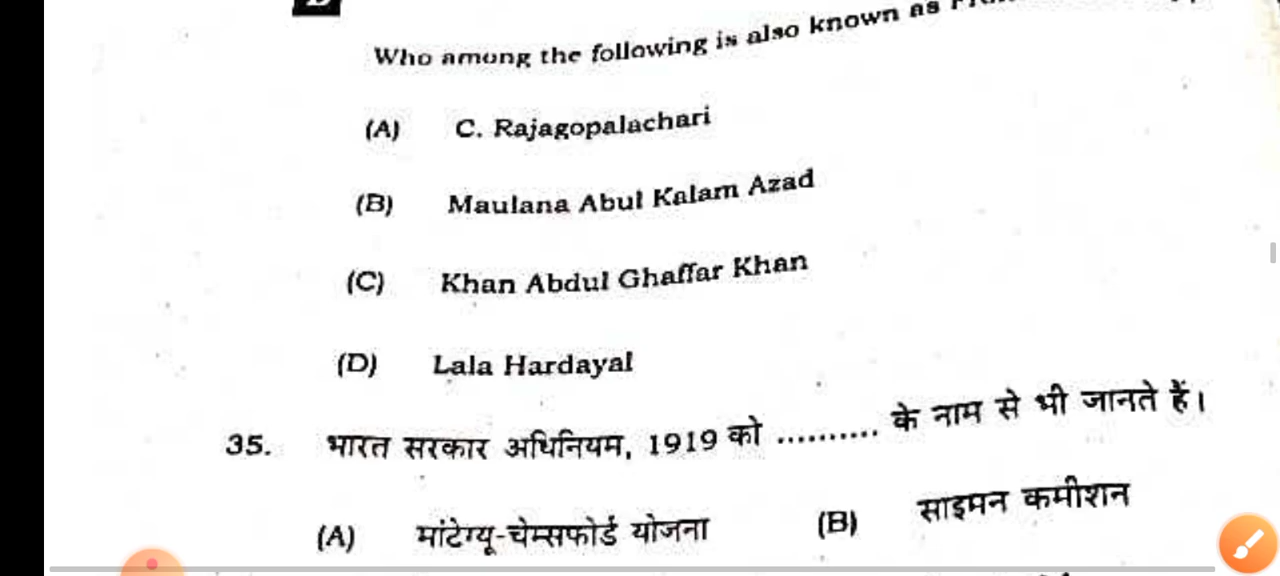 Who among the following is also known as
(A) C. Rajagopalachari
(B) Maulana Abul Kalam Azad
(C) Khan Abdul Ghaffar Khan
(D) Lala Hardayal
35. भारत सरकार अधिनियम, 1919 को .......... के नाम से भी जानते हैं।
(A) मांटेग्यू-चेम्सफोर्ड योजना (B) साइमन कमीशन